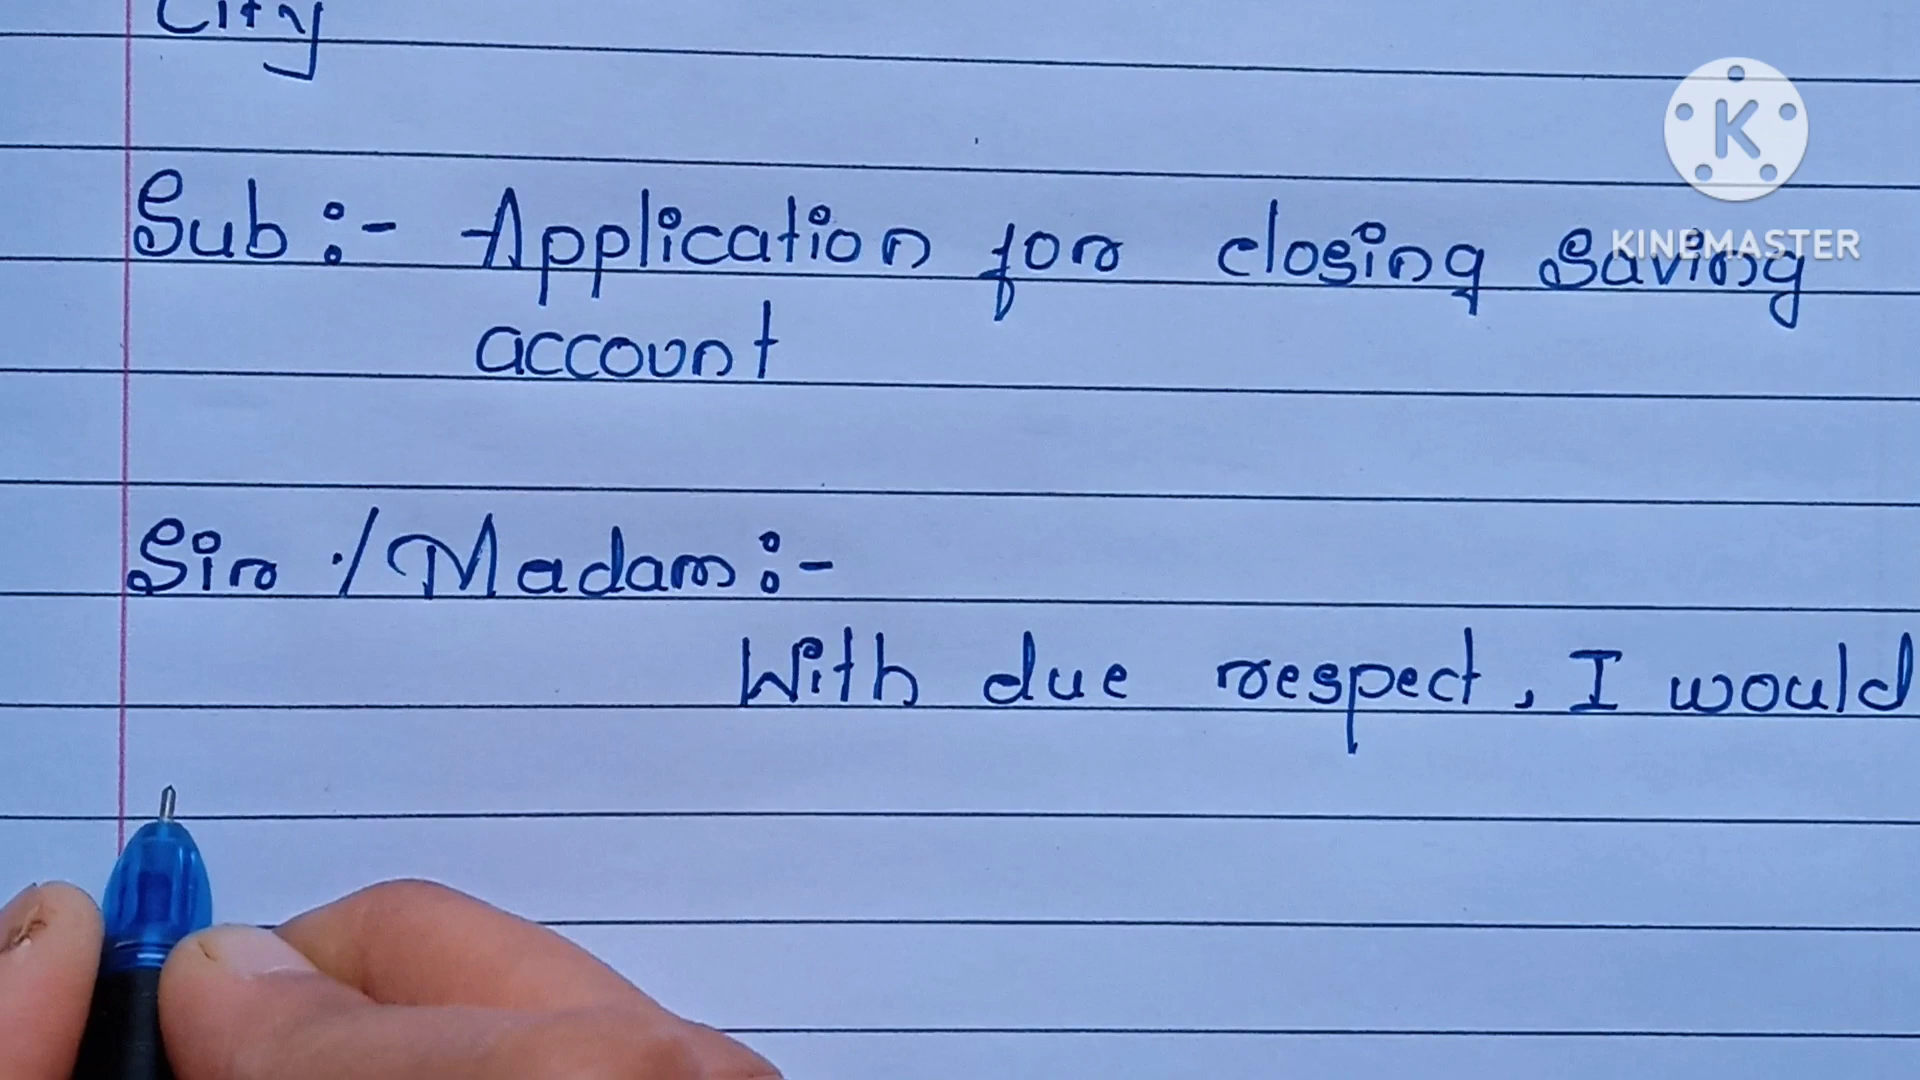 City
Sub :- Application for closing Saving
account
Sir ./ Madam :-
With due respect, I would
K
KINEMASTER